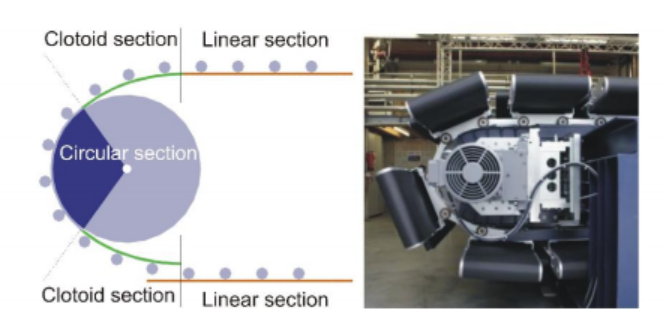 Clotoid section
Linear section
Circular section
Clotoid section
Linear section